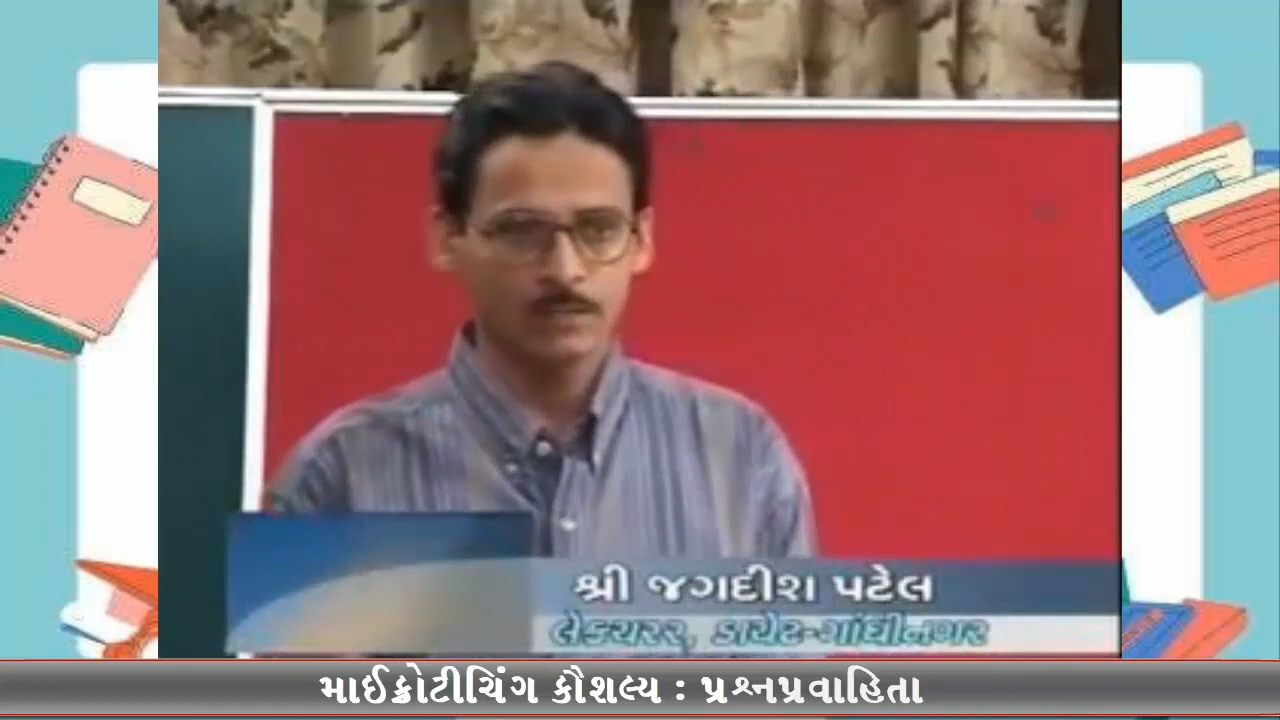 શ્રી જગદીશ પટેલ
લેક્ચરર, ડાયેટ-ગાંધીનગર
માઈક્રોટીચિંગ કૌશલ્ય : પ્રશ્નપ્રવાહિતા